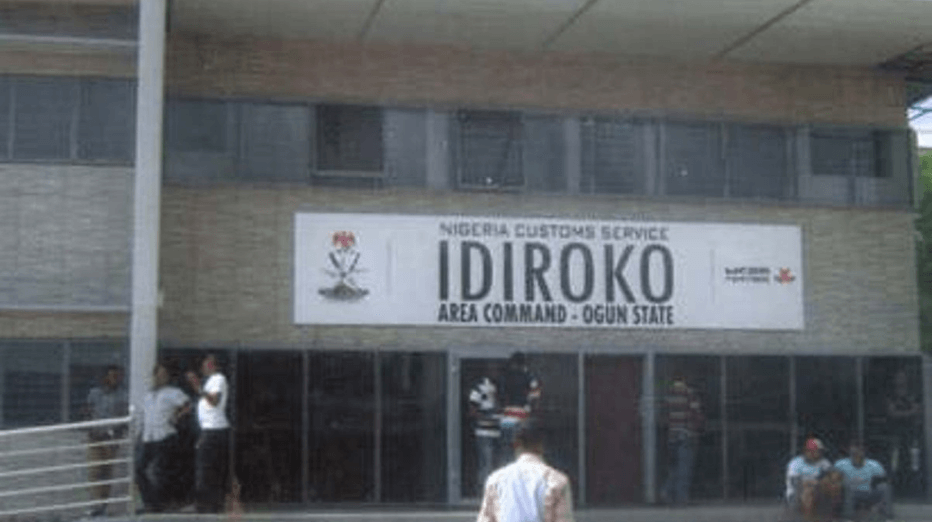 NIGERIA CUSTOMS SERVICE
IDIROKO
AREA COMMAND - OGUN STATE